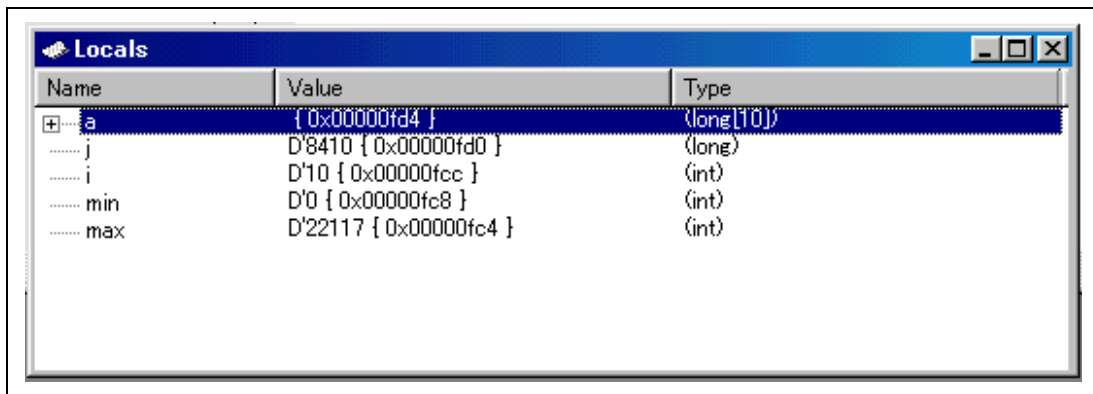 Locals
Name Value Type
a { 0x00000fd4 } (long[10])
j D'8410 { 0x00000fd0 } (long)
i D'10 { 0x00000fcc } (int)
min D'0 { 0x00000fc8 } (int)
max D'22117 { 0x00000fc4 } (int)